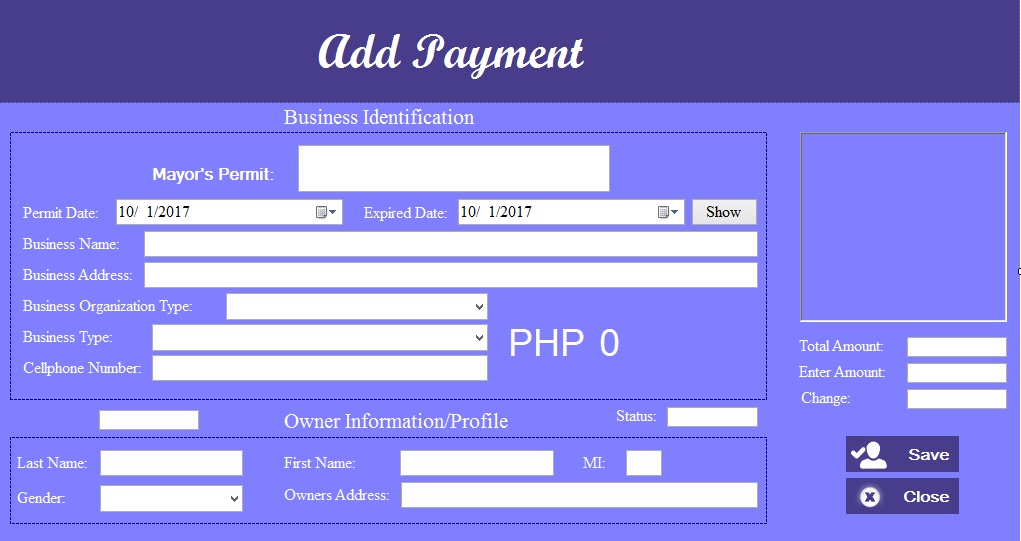 Add Payment
Business Identification
Mayor's Permit:
Permit Date: 10/ 1/2017 Expired Date: 10/ 1/2017 Show
Business Name:
Business Address:
Business Organization Type:
Business Type:
PHP 0
Cellphone Number:
Total Amount:
Enter Amount:
Change:
Owner Information/Profile Status:
Last Name: First Name: MI:
Gender: Owners Address:
Save
Close